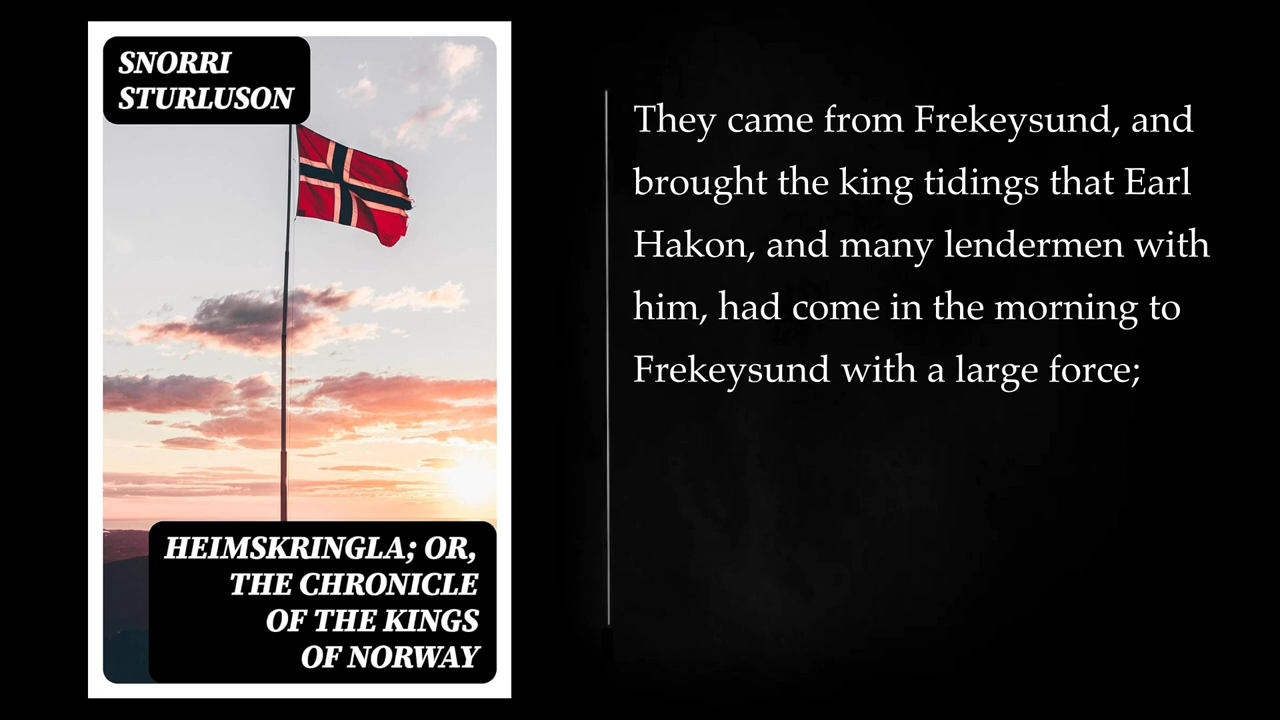 SNORRI
STURLUSON
HEIMSKRINGLA; OR,
THE CHRONICLE
OF THE KINGS
OF NORWAY
They came from Frekeysund, and
brought the king tidings that Earl
Hakon, and many lendermen with
him, had come in the morning to
Frekeysund with a large force;